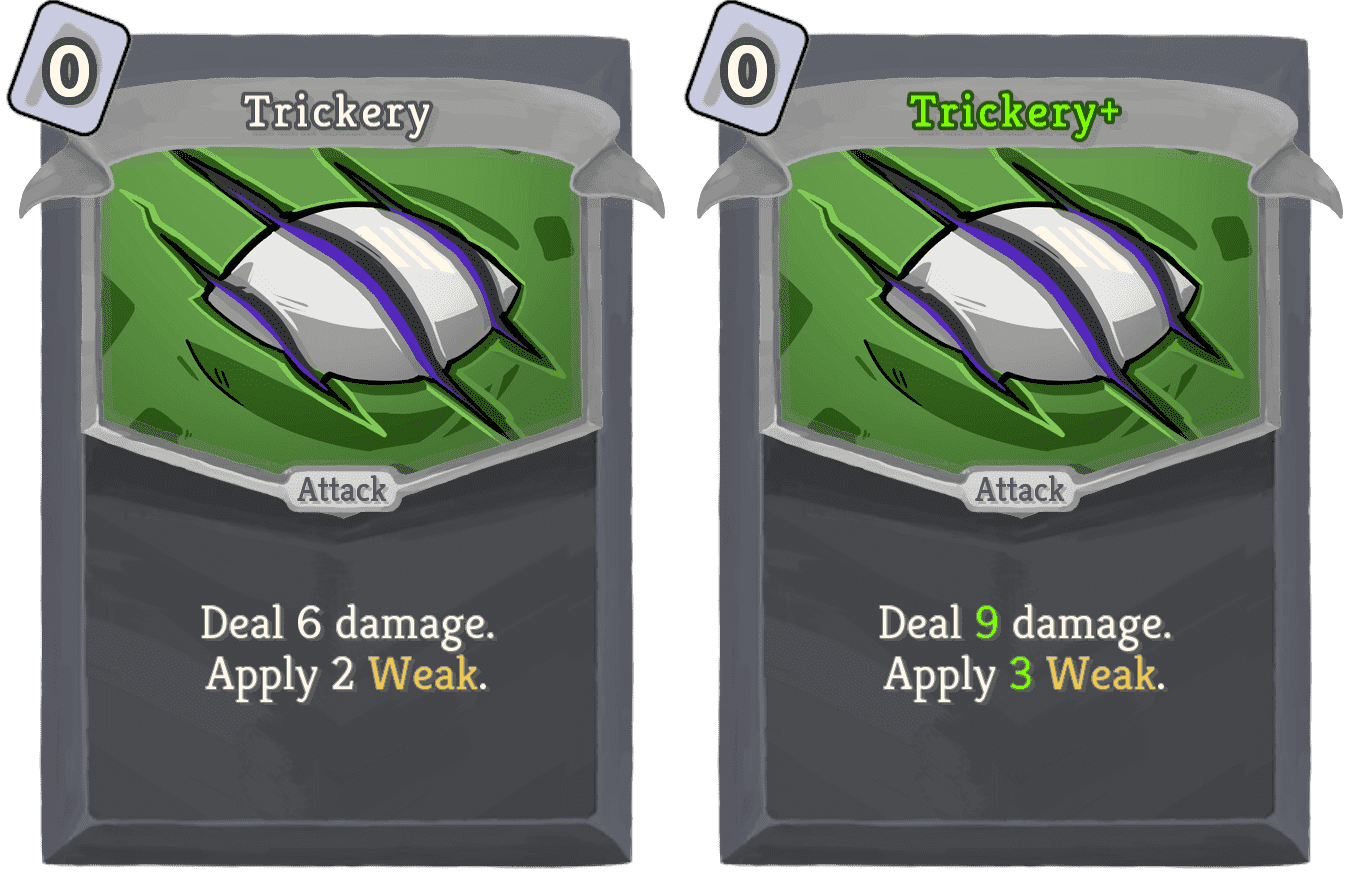 0
Trickery
Attack
Deal 6 damage.
Apply 2 Weak.
0
Trickery+
Attack
Deal 9 damage.
Apply 3 Weak.